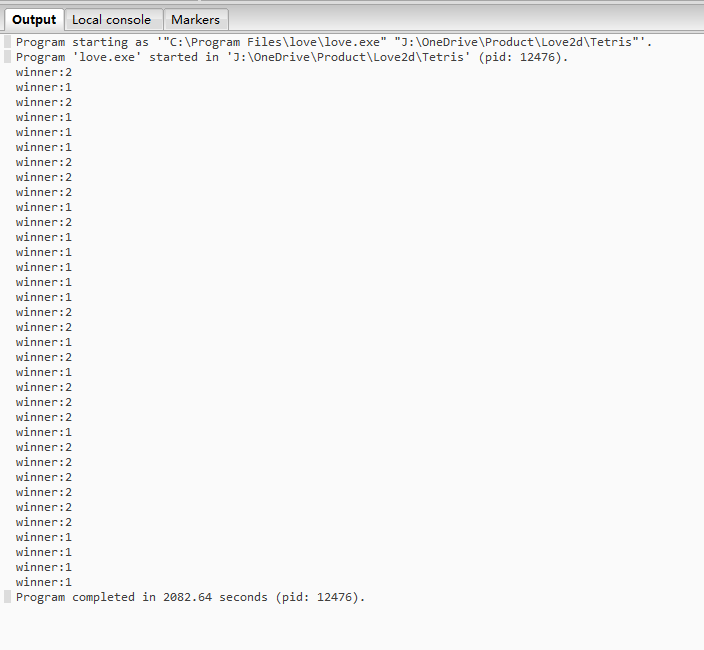 Output Local console Markers
Program starting as '"C:\Program Files\love\love.exe" "J:\OneDrive\Product\Love2d\Tetris"'.
Program 'love.exe' started in 'J:\OneDrive\Product\Love2d\Tetris' (pid: 12476).
winner:2
winner:1
winner:2
winner:1
winner:1
winner:1
winner:2
winner:2
winner:2
winner:1
winner:2
winner:1
winner:1
winner:1
winner:1
winner:1
winner:2
winner:2
winner:1
winner:2
winner:1
winner:2
winner:2
winner:2
winner:1
winner:2
winner:2
winner:2
winner:2
winner:2
winner:2
winner:1
winner:1
winner:1
winner:1
Program completed in 2082.64 seconds (pid: 12476).